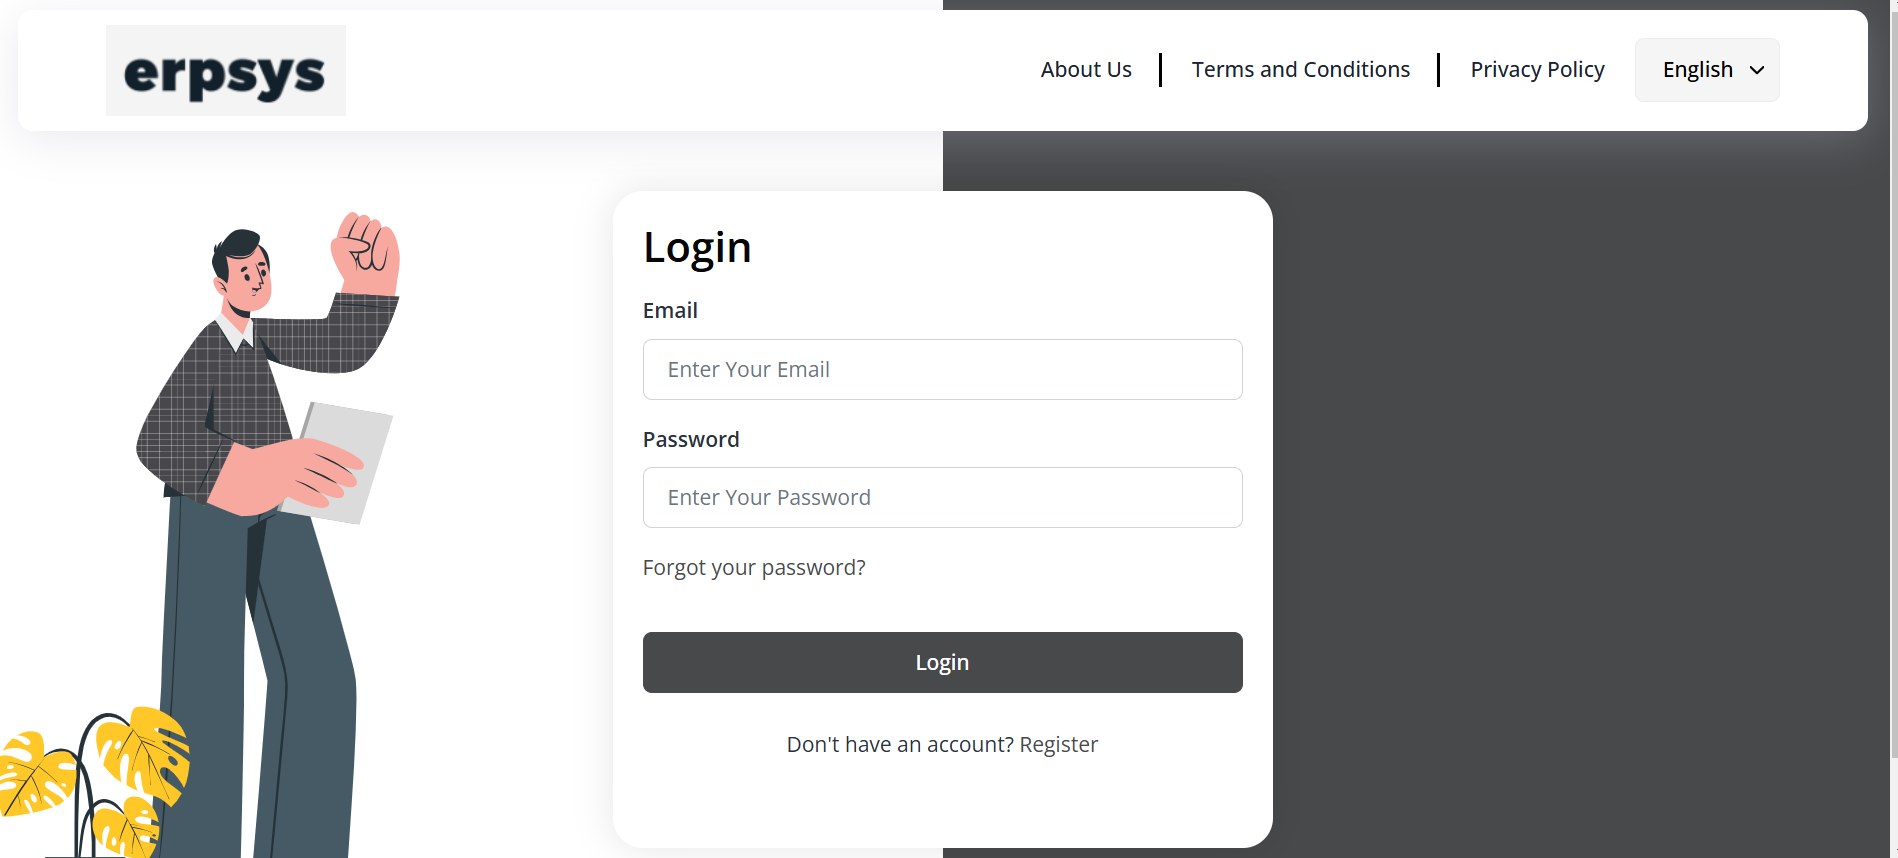 erpsys
About Us
Terms and Conditions
Privacy Policy
English
Login
Email
Enter Your Email
Password
Enter Your Password
Forgot your password?
Login
Don't have an account? Register